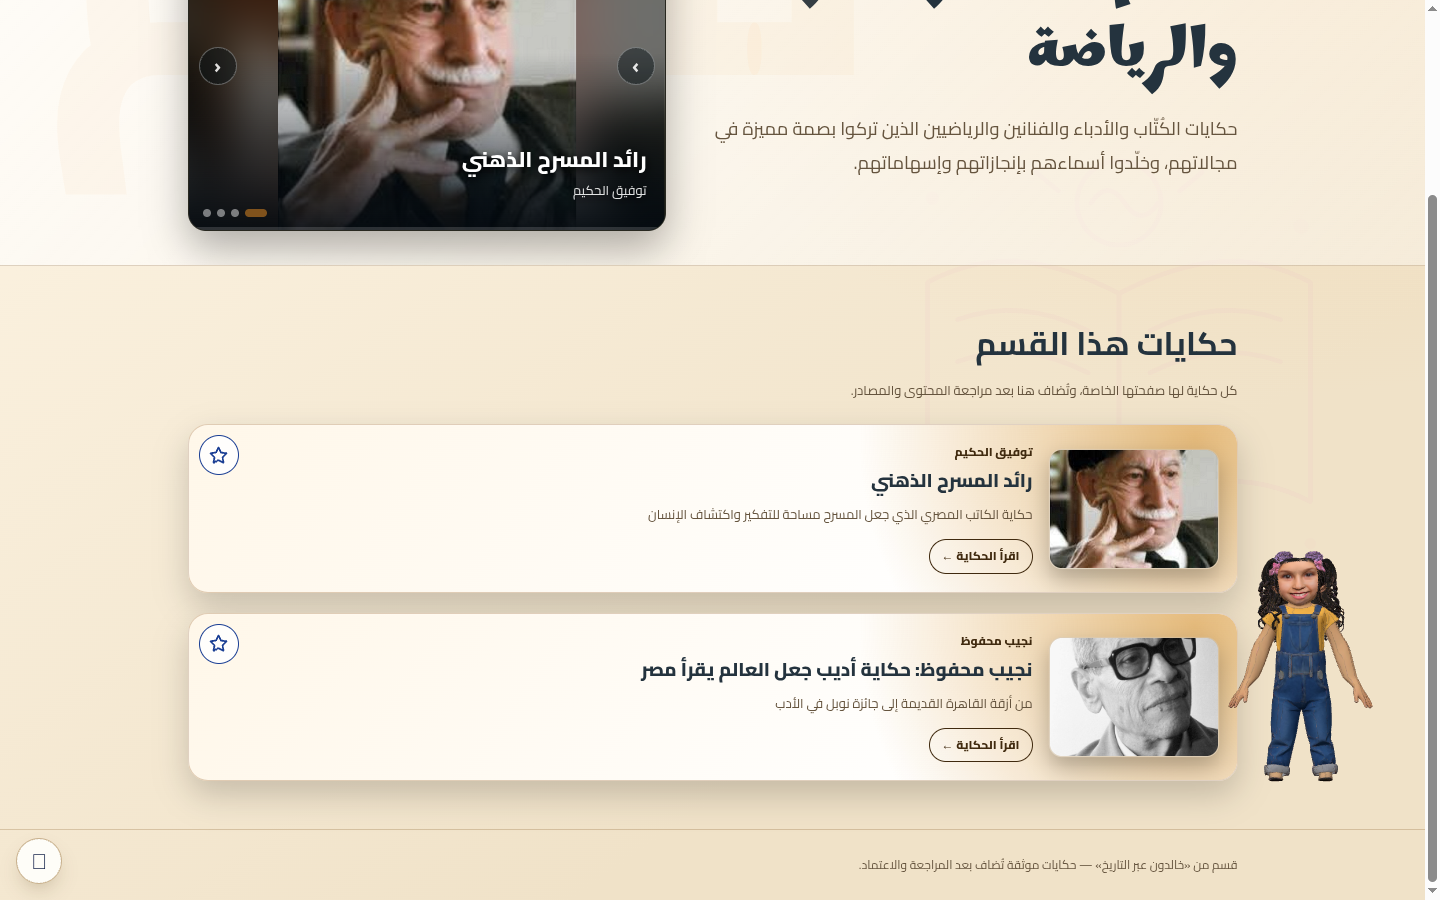 والرياضة
حكايات الكُتّاب والأدباء والفنانين والرياضيين الذين تركوا بصمة مميزة في
مجالاتهم، وخلّدوا أسماءهم بإنجازاتهم وإسهاماتهم.
رائد المسرح الذهني
توفيق الحكيم
حكايات هذا القسم
كل حكاية لها صفحتها الخاصة، وتُضاف هنا بعد مراجعة المحتوى والمصادر.
توفيق الحكيم
رائد المسرح الذهني
حكاية الكاتب المصري الذي جعل المسرح مساحة للتفكير واكتشاف الإنسان
اقرأ الحكاية ←
نجيب محفوظ
نجيب محفوظ: حكاية أديب جعل العالم يقرأ مصر
من أزقة القاهرة القديمة إلى جائزة نوبل في الأدب
اقرأ الحكاية ←
قسم من «خالدون عبر التاريخ» — حكايات موثقة تُضاف بعد المراجعة والاعتماد.